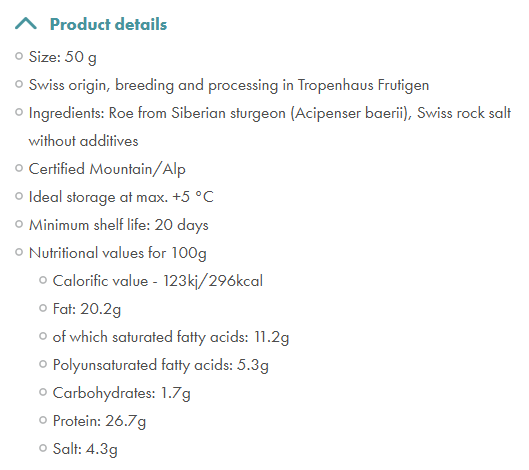 Product details
Size: 50 g
Swiss origin, breeding and processing in Tropenhaus Frutigen
Ingredients: Roe from Siberian sturgeon (Acipenser baerii), Swiss rock salt
without additives
Certified Mountain/Alp
Ideal storage at max. +5 °C
Minimum shelf life: 20 days
Nutritional values for 100g
Calorific value - 123kj/296kcal
Fat: 20.2g
of which saturated fatty acids: 11.2g
Polyunsaturated fatty acids: 5.3g
Carbohydrates: 1.7g
Protein: 26.7g
Salt: 4.3g